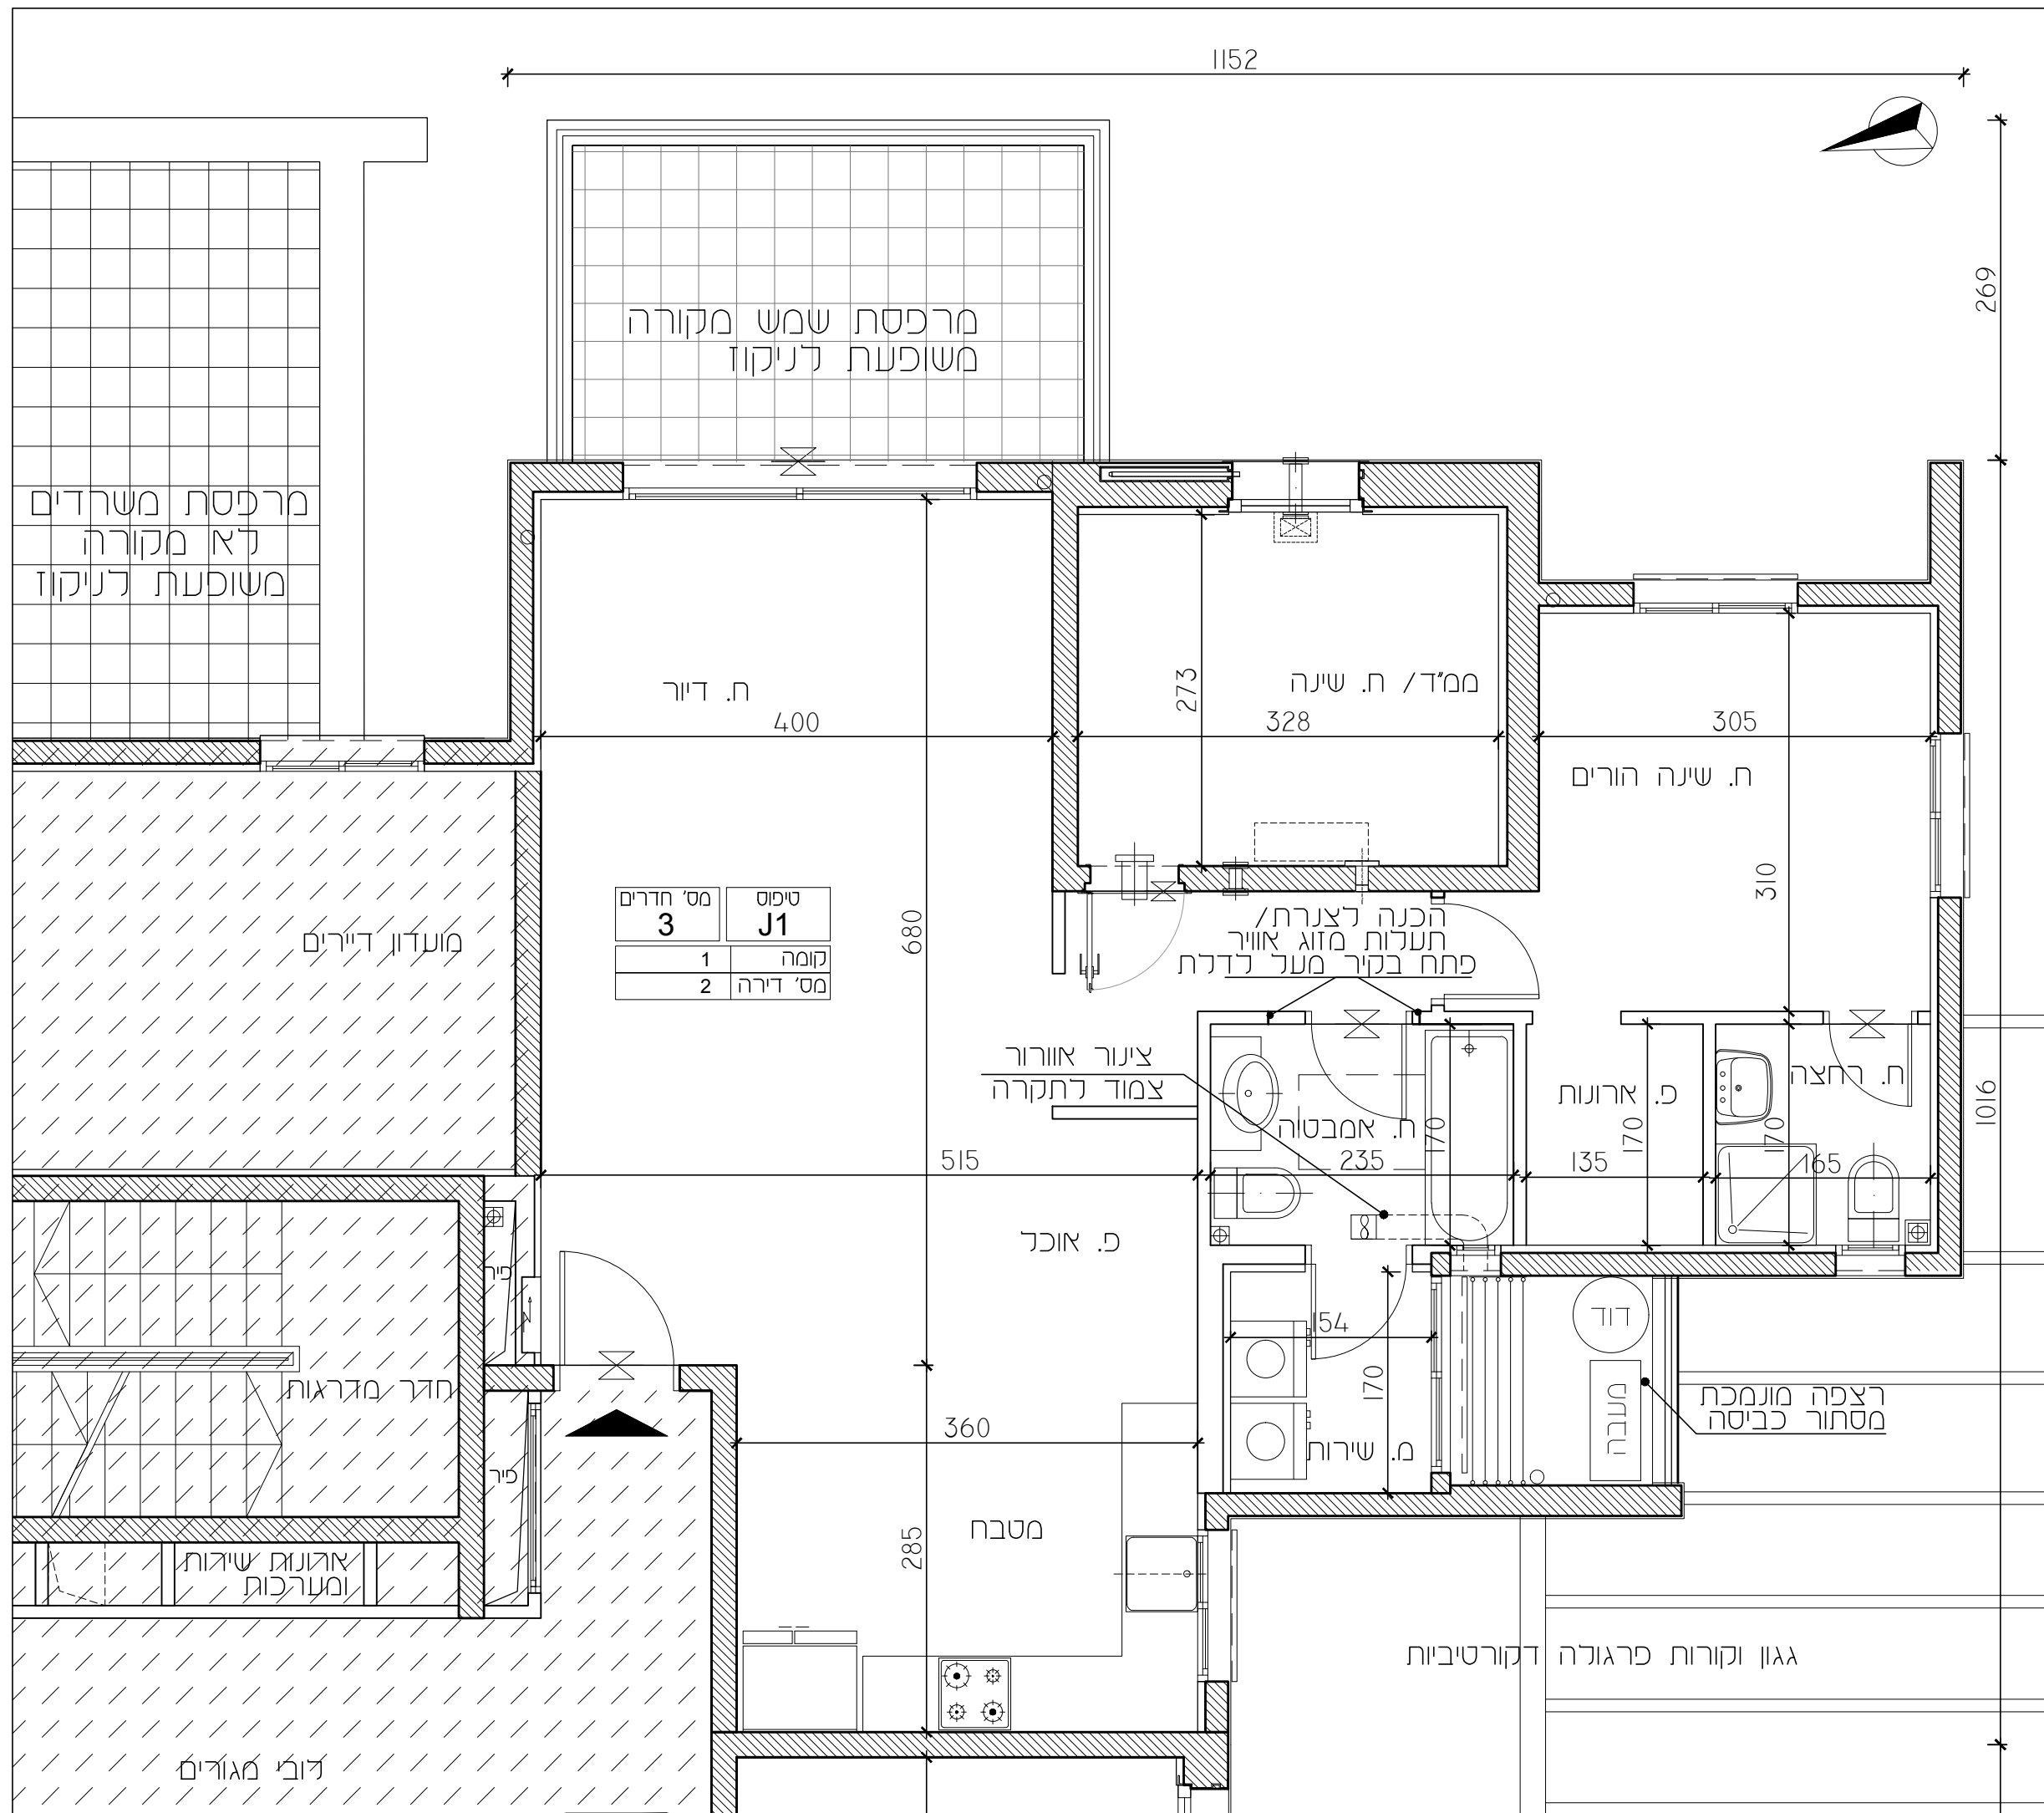 1152
269
מרפסת שמש מקורה
משופעת לניקוז
מרפסת משרדים
לא מקורה
משופעת לניקוז
ח. דיור
400
273
ממ"ד/ ח. שינה
328
305
ח. שינה הורים
310
680
טיפוס
J1
מס' חדרים
3
קומה 1
מס' דירה 2
מועדון דיירים
הכנה לצנרת/
תעלות מזוג אוויר
פתח בקיר מעל לדלת
צינור אוורור
צמוד לתקרה
ח. אמבטיה
170
235
פ. ארונות
170
135
ח. רחצה
170
165
1016
515
פ. אוכל
פיר
חדר מדרגות
פיר
154
170
מ. שירות
דוד
מעבה
רצפה מונמכת
מסתור כביסה
360
מטבח
285
ארונות שירות
ומערכות
לובי מגורים
גגון וקורות פרגולה דקורטיביות